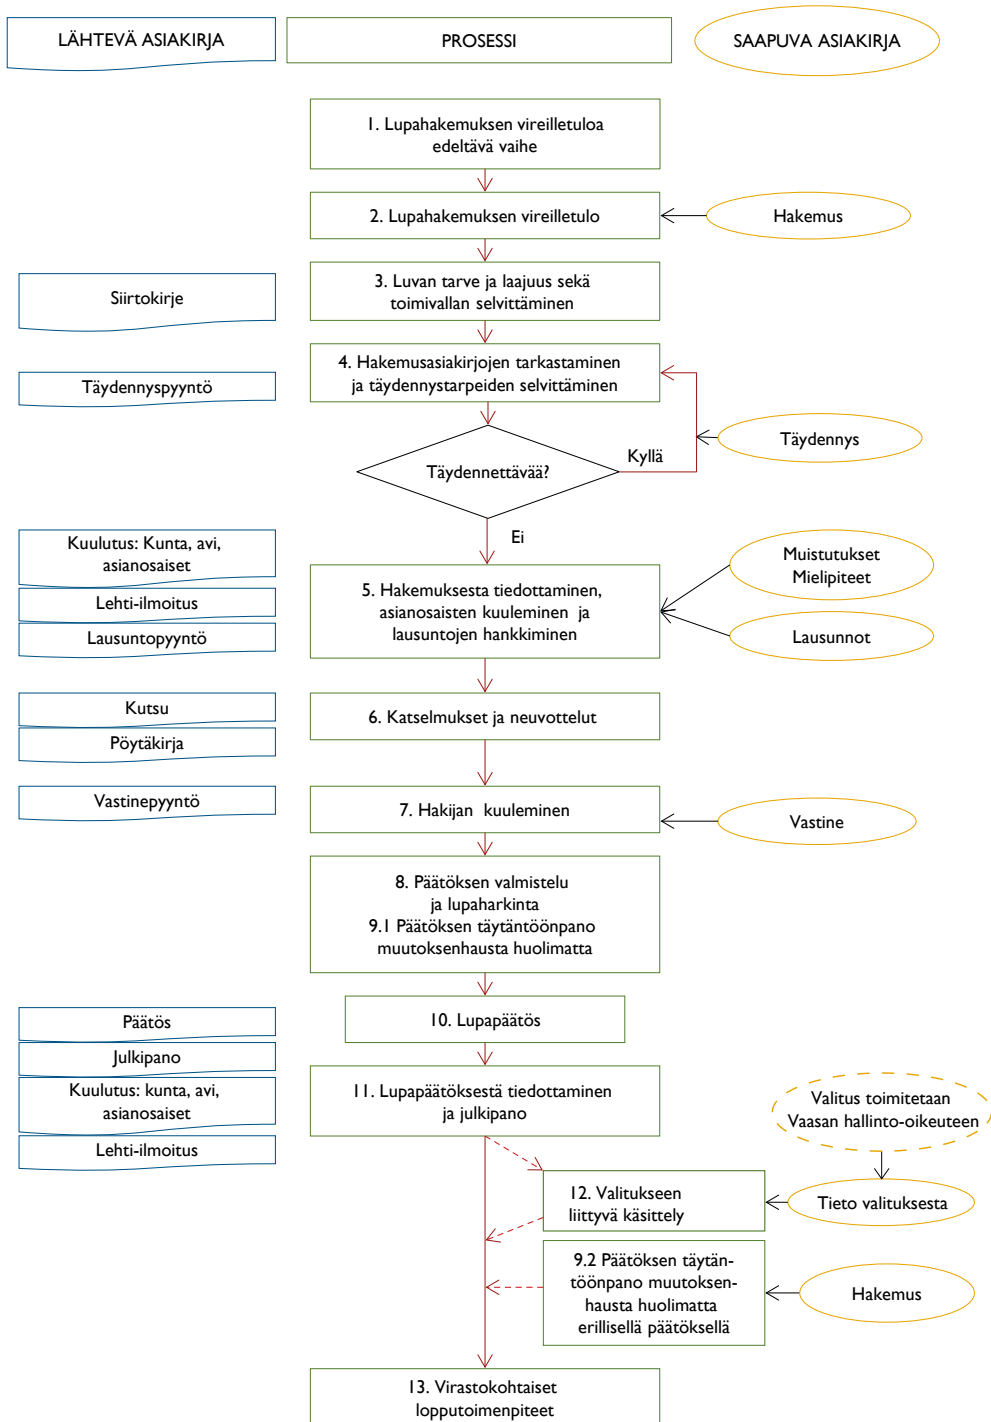 LÄHTEVÄ ASIAKIRJA
PROSESSI
SAAPUVA ASIAKIRJA
1. Lupahakemuksen vireilletuloa
edeltävä vaihe
2. Lupahakemuksen vireilletulo
Hakemus
Siirtokirje
3. Luvan tarve ja laajuus sekä
toimivallan selvittäminen
Täydennyspyyntö
4. Hakemusasiakirjojen tarkastaminen
ja täydennystarpeiden selvittäminen
Täydennys
Täydennettävää?
Kyllä
Ei
Kuulutus: Kunta, avi,
asianosaiset
Lehti-ilmoitus
Lausuntopyyntö
5. Hakemuksesta tiedottaminen,
asianosaisten kuuleminen ja
lausuntojen hankkiminen
Muistutukset
Mielipiteet
Lausunnot
Kutsu
Pöytäkirja
6. Katselmukset ja neuvottelut
Vastinepyyntö
7. Hakijan kuuleminen
Vastine
8. Päätöksen valmistelu
ja lupaharkinta
9.1 Päätöksen täytäntöönpano
muutoksenhausta huolimatta
Päätös
10. Lupapäätös
Julkipano
Kuulutus: kunta, avi,
asianosaiset
Lehti-ilmoitus
11. Lupapäätöksestä tiedottaminen
ja julkipano
Valitus toimitetaan
Vaasan hallinto-oikeuteen
12. Valitukseen
liittyvä käsittely
Tieto valituksesta
9.2 Päätöksen täytän-
töönpano muutoksen-
hausta huolimatta
erillisellä päätöksellä
Hakemus
13. Virastokohtaiset
lopputoimenpiteet